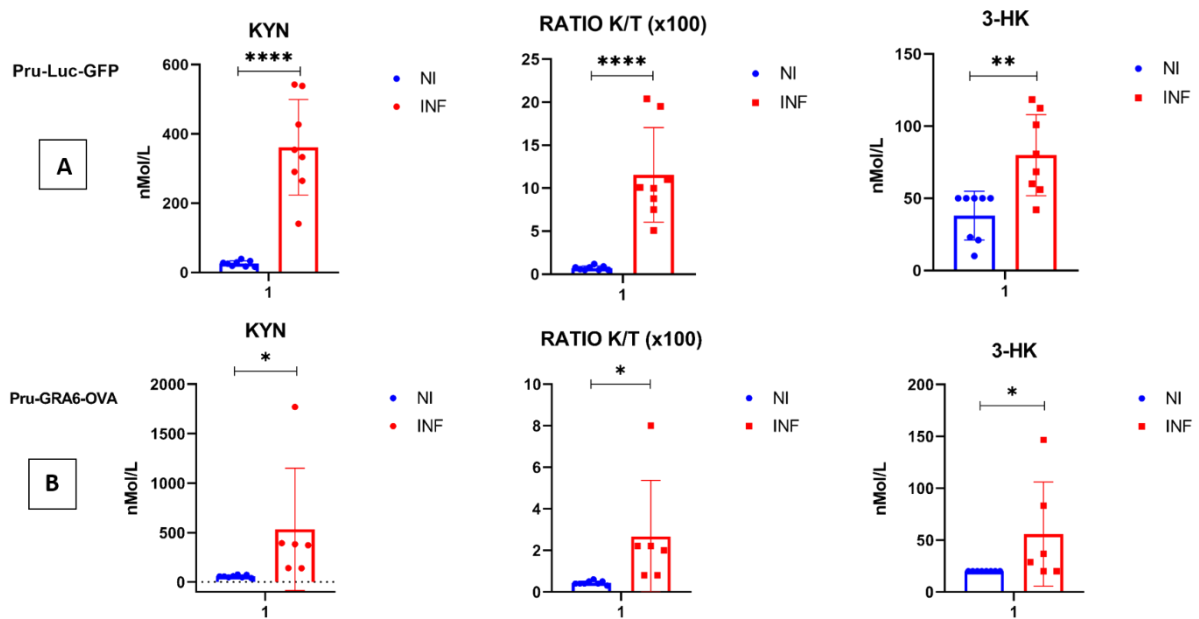 KYN
RATIO K/T (x100)
3-HK
Pru-Luc-GFP
A
****
600
400
200
0
nMol/L
1
NI
INF
****
25
20
15
10
5
0
1
NI
INF
**
150
100
50
0
nMol/L
1
NI
INF
KYN
RATIO K/T (x100)
3-HK
Pru-GRA6-OVA
B
*
2000
1500
1000
500
0
nMol/L
1
NI
INF
*
10
8
6
4
2
0
1
NI
INF
*
200
150
100
50
0
nMol/L
1
NI
INF